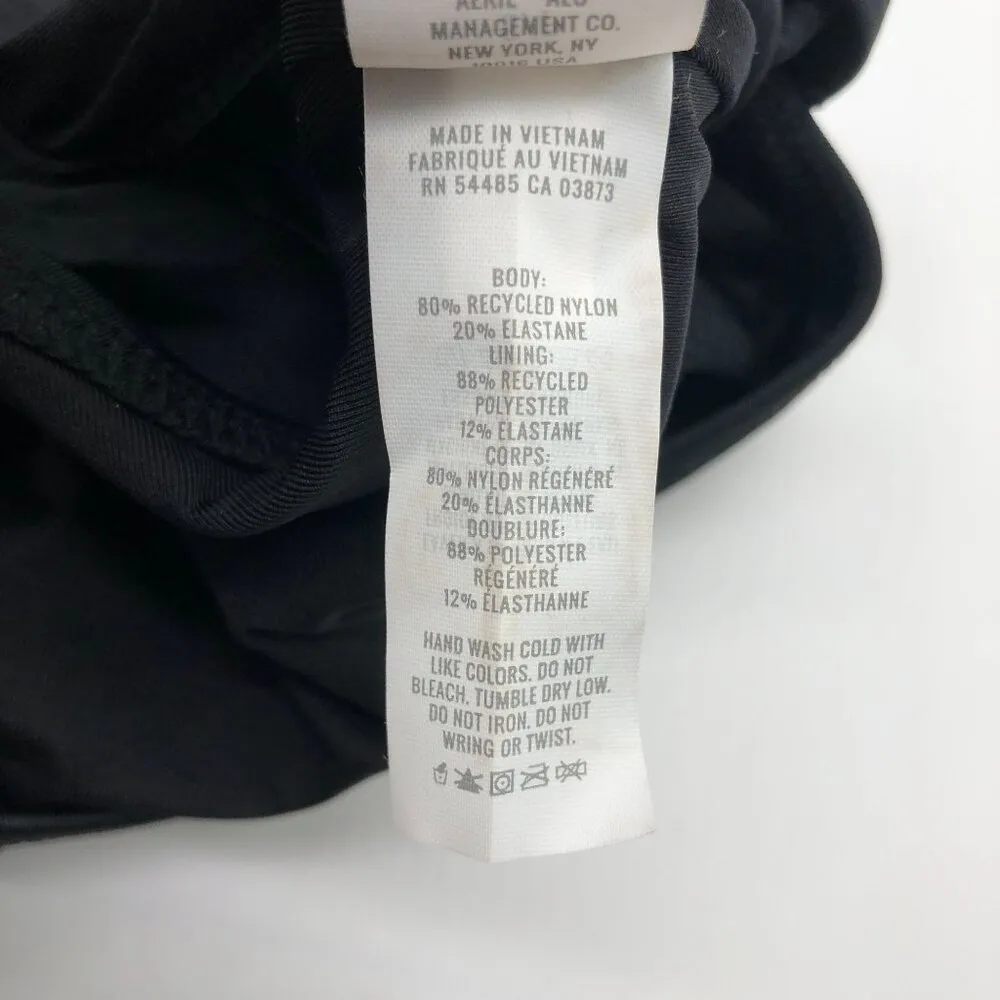 MANAGEMENT CO.
NEW YORK, NY
MADE IN VIETNAM
FABRIQUÉ AU VIETNAM
RN 54485 CA 03873
BODY:
80% RECYCLED NYLON
20% ELASTANE
LINING:
88% RECYCLED
POLYESTER
12% ELASTANE
CORPS:
80% NYLON RÉGÉNÉRÉ
20% ÉLASTHANNE
DOUBLURE:
88% POLYESTER
RÉGÉNÉRÉ
12% ÉLASTHANNE
HAND WASH COLD WITH
LIKE COLORS. DO NOT
BLEACH. TUMBLE DRY LOW.
DO NOT IRON. DO NOT
WRING OR TWIST.